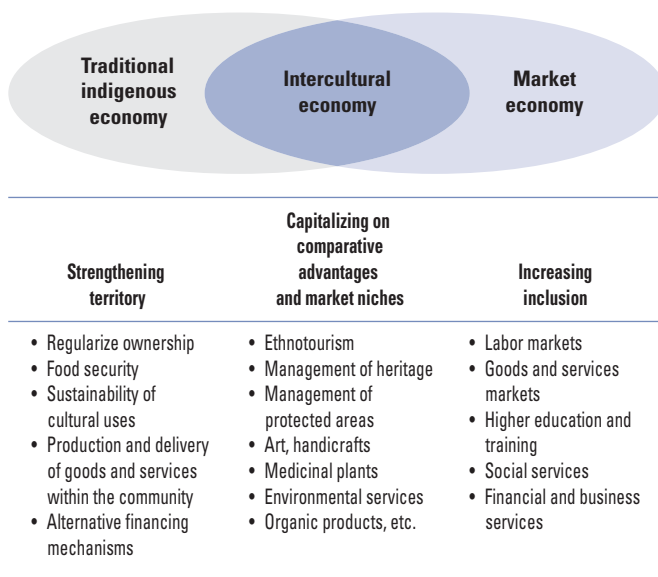 Traditional
indigenous
economy
Intercultural
economy
Market
economy
Strengthening
territory
Capitalizing on
comparative
advantages
and market niches
Increasing
inclusion
• Regularize ownership
• Food security
• Sustainability of
cultural uses
• Production and delivery
of goods and services
within the community
• Alternative financing
mechanisms
• Ethnotourism
• Management of heritage
• Management of
protected areas
• Art, handicrafts
• Medicinal plants
• Environmental services
• Organic products, etc.
• Labor markets
• Goods and services
markets
• Higher education and
training
• Social services
• Financial and business
services